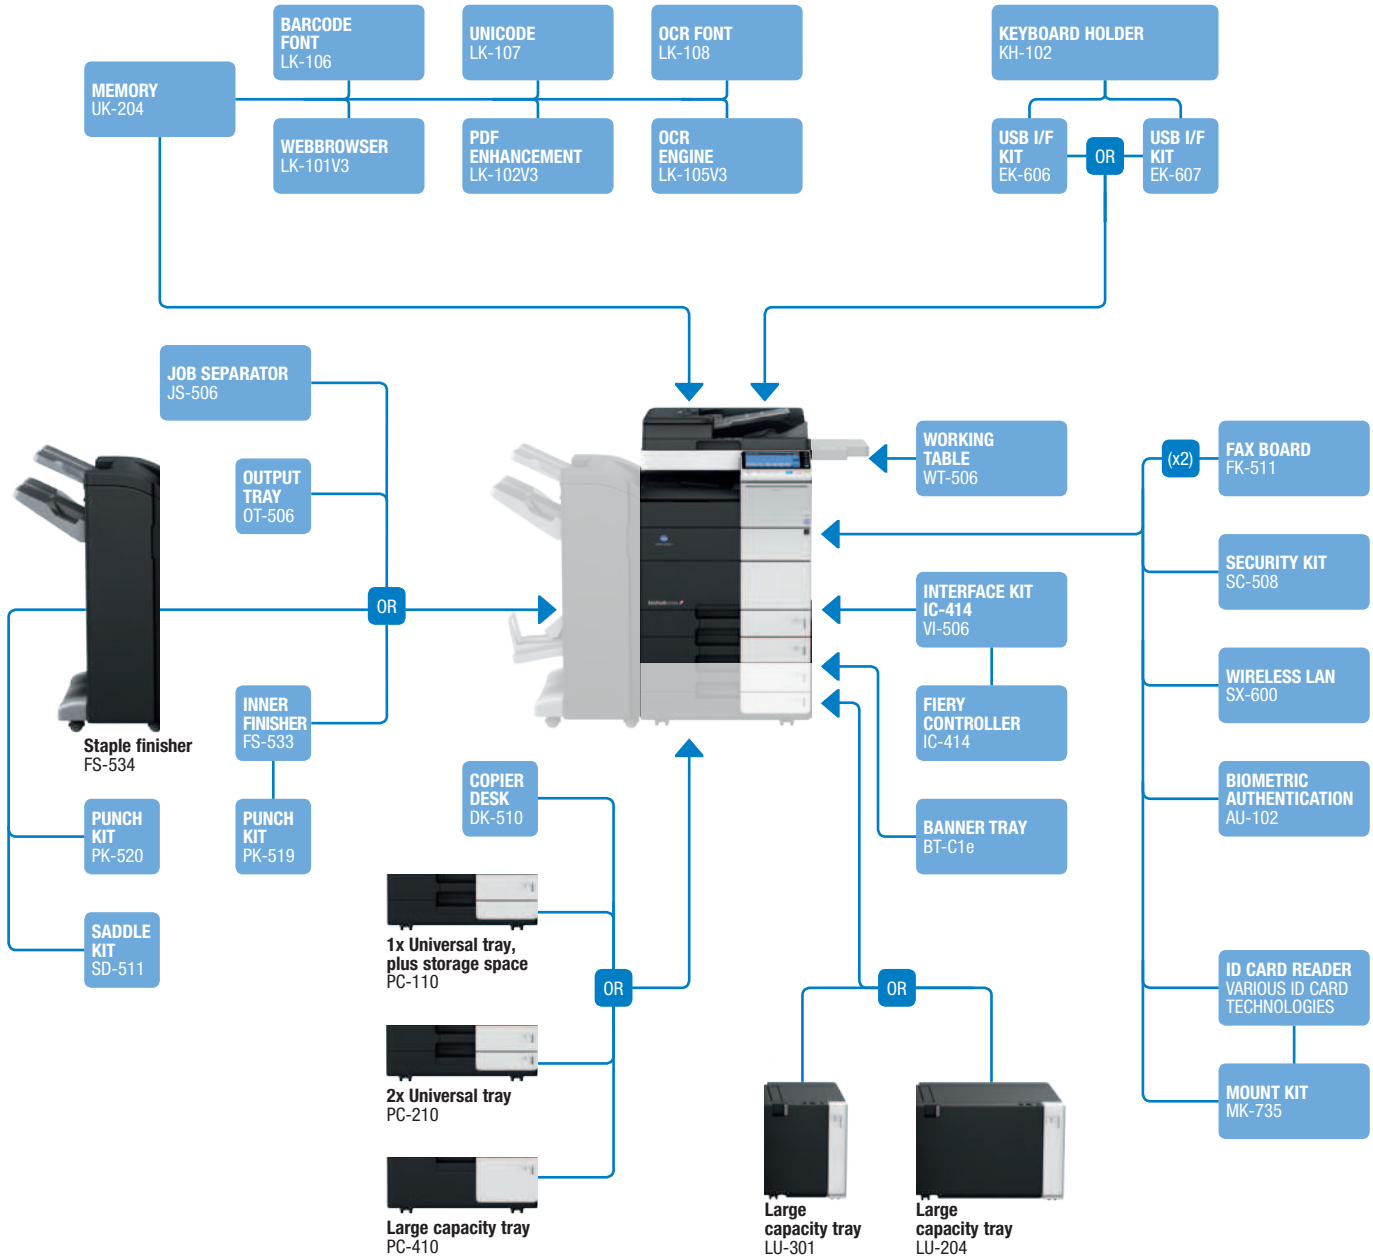 BARCODE
FONT
LK-106
UNICODE
LK-107
OCR FONT
LK-108
KEYBOARD HOLDER
KH-102
MEMORY
UK-204
WEBBROWSER
LK-101V3
PDF
ENHANCEMENT
LK-102V3
OCR
ENGINE
LK-105V3
USB I/F
KIT
EK-606
OR
USB I/F
KIT
EK-607
JOB SEPARATOR
JS-506
OUTPUT
TRAY
OT-506
WORKING
TABLE
WT-506
(x2)
FAX BOARD
FK-511
SECURITY KIT
SC-508
OR
INTERFACE KIT
IC-414
VI-506
WIRELESS LAN
SX-600
INNER
FINISHER
FS-533
FIERY
CONTROLLER
IC-414
Staple finisher
FS-534
COPIER
DESK
DK-510
BIOMETRIC
AUTHENTICATION
AU-102
PUNCH
KIT
PK-520
PUNCH
KIT
PK-519
BANNER TRAY
BT-C1e
SADDLE
KIT
SD-511
1x Universal tray,
plus storage space
PC-110
OR
OR
ID CARD READER
VARIOUS ID CARD
TECHNOLOGIES
2x Universal tray
PC-210
MOUNT KIT
MK-735
Large capacity tray
PC-410
Large
capacity tray
LU-301
Large
capacity tray
LU-204